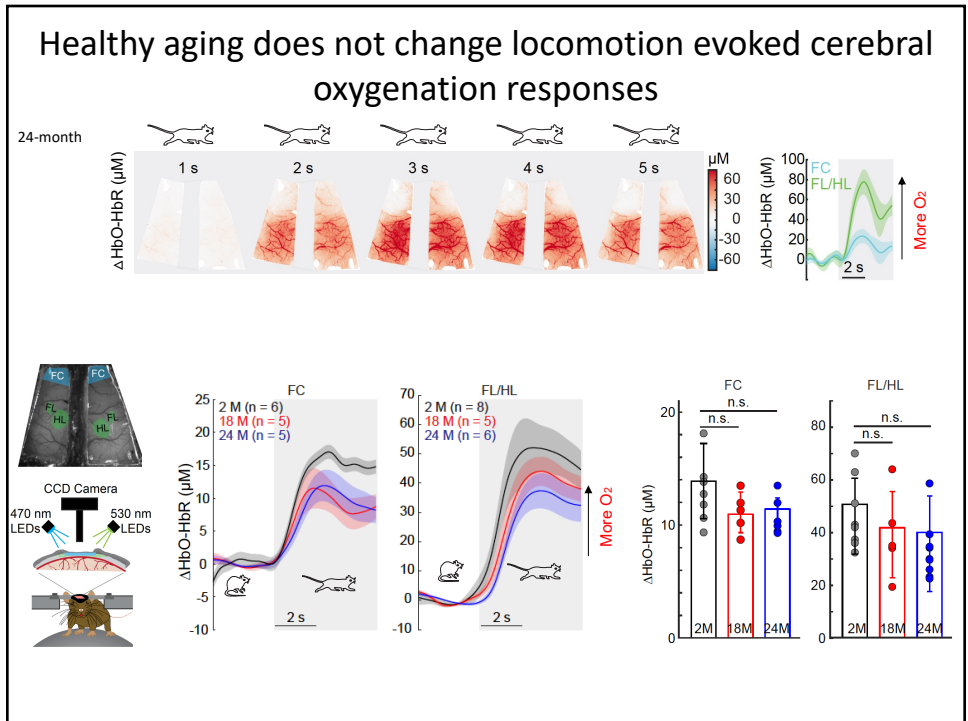 Healthy aging does not change locomotion evoked cerebral
oxygenation responses
24-month
ΔHbO-HbR (µM)
1 s
2 s
3 s
4 s
5 s
µM
60
30
0
-30
-60
ΔHbO-HbR (µM)
100
80
60
40
20
0
FC
FL/HL
2 s
More O₂
FC
FC
FL
HL
FL
HL
CCD Camera
470 nm
LEDs
530 nm
LEDs
FC
ΔHbO-HbR (µM)
25
20
15
10
5
0
-5
-10
2 M (n = 6)
18 M (n = 5)
24 M (n = 5)
2 s
FL/HL
70
60
50
40
30
20
10
0
-10
2 M (n = 8)
18 M (n = 5)
24 M (n = 6)
2 s
More O₂
FC
ΔHbO-HbR (µM)
20
10
0
n.s.
n.s.
2M
18M
24M
FL/HL
80
60
40
20
0
n.s.
n.s.
2M
18M
24M